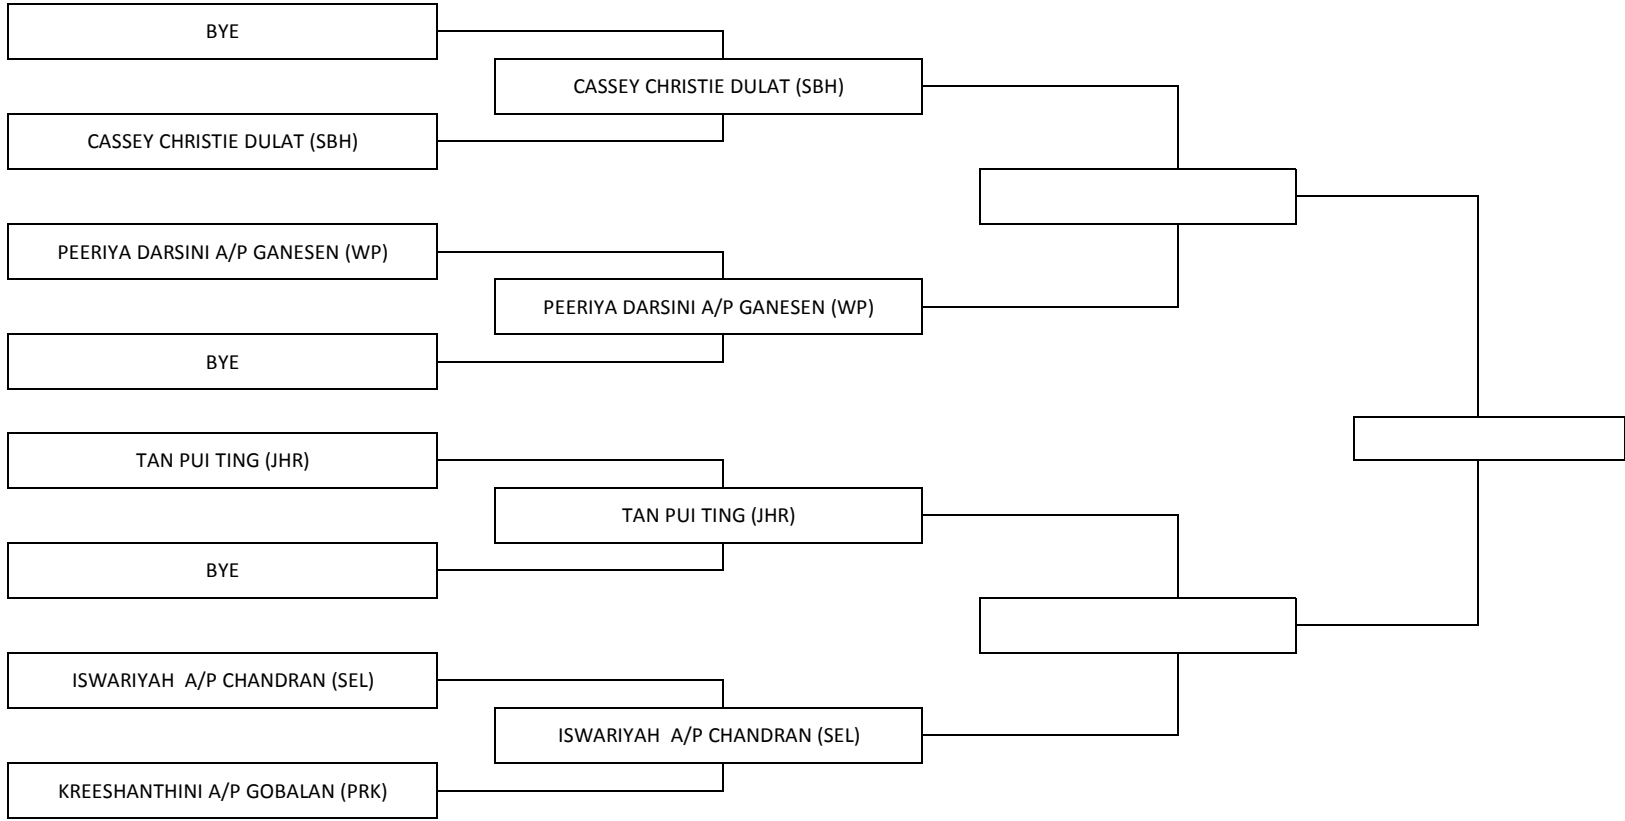 BYE
CASSEY CHRISTIE DULAT (SBH)
CASSEY CHRISTIE DULAT (SBH)
PEERIYA DARSINI A/P GANESEN (WP)
PEERIYA DARSINI A/P GANESEN (WP)
BYE
TAN PUI TING (JHR)
TAN PUI TING (JHR)
BYE
ISWARIYAH  A/P CHANDRAN (SEL)
ISWARIYAH  A/P CHANDRAN (SEL)
KREESHANTHINI A/P GOBALAN (PRK)